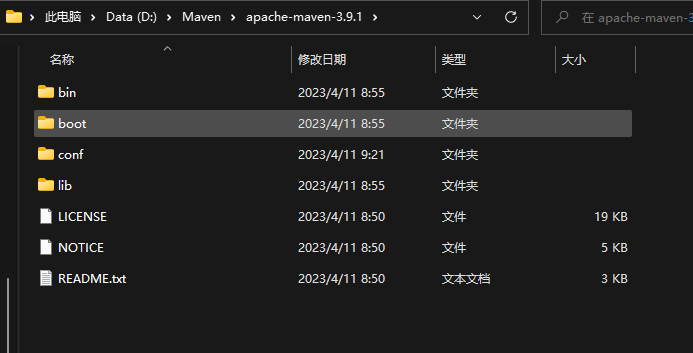 此电脑 › Data (D:) › Maven › apache-maven-3.9.1 › 在 apache-maven-3
名称 修改日期 类型 大小
bin 2023/4/11 8:55 文件夹
boot 2023/4/11 8:55 文件夹
conf 2023/4/11 9:21 文件夹
lib 2023/4/11 8:55 文件夹
LICENSE 2023/4/11 8:50 文件 19 KB
NOTICE 2023/4/11 8:50 文件 5 KB
README.txt 2023/4/11 8:50 文本文档 3 KB